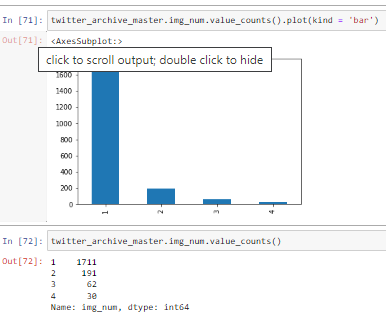 In [71]: twitter_archive_master.img_num.value_counts().plot(kind = 'bar')
Out[71]: <AxesSubplot:>
click to scroll output; double click to hide
1600
1400
1200
1000
800
600
400
200
0
1 2 3 4
In [72]: twitter_archive_master.img_num.value_counts()
Out[72]: 1 1711
2 191
3 62
4 30
Name: img_num, dtype: int64